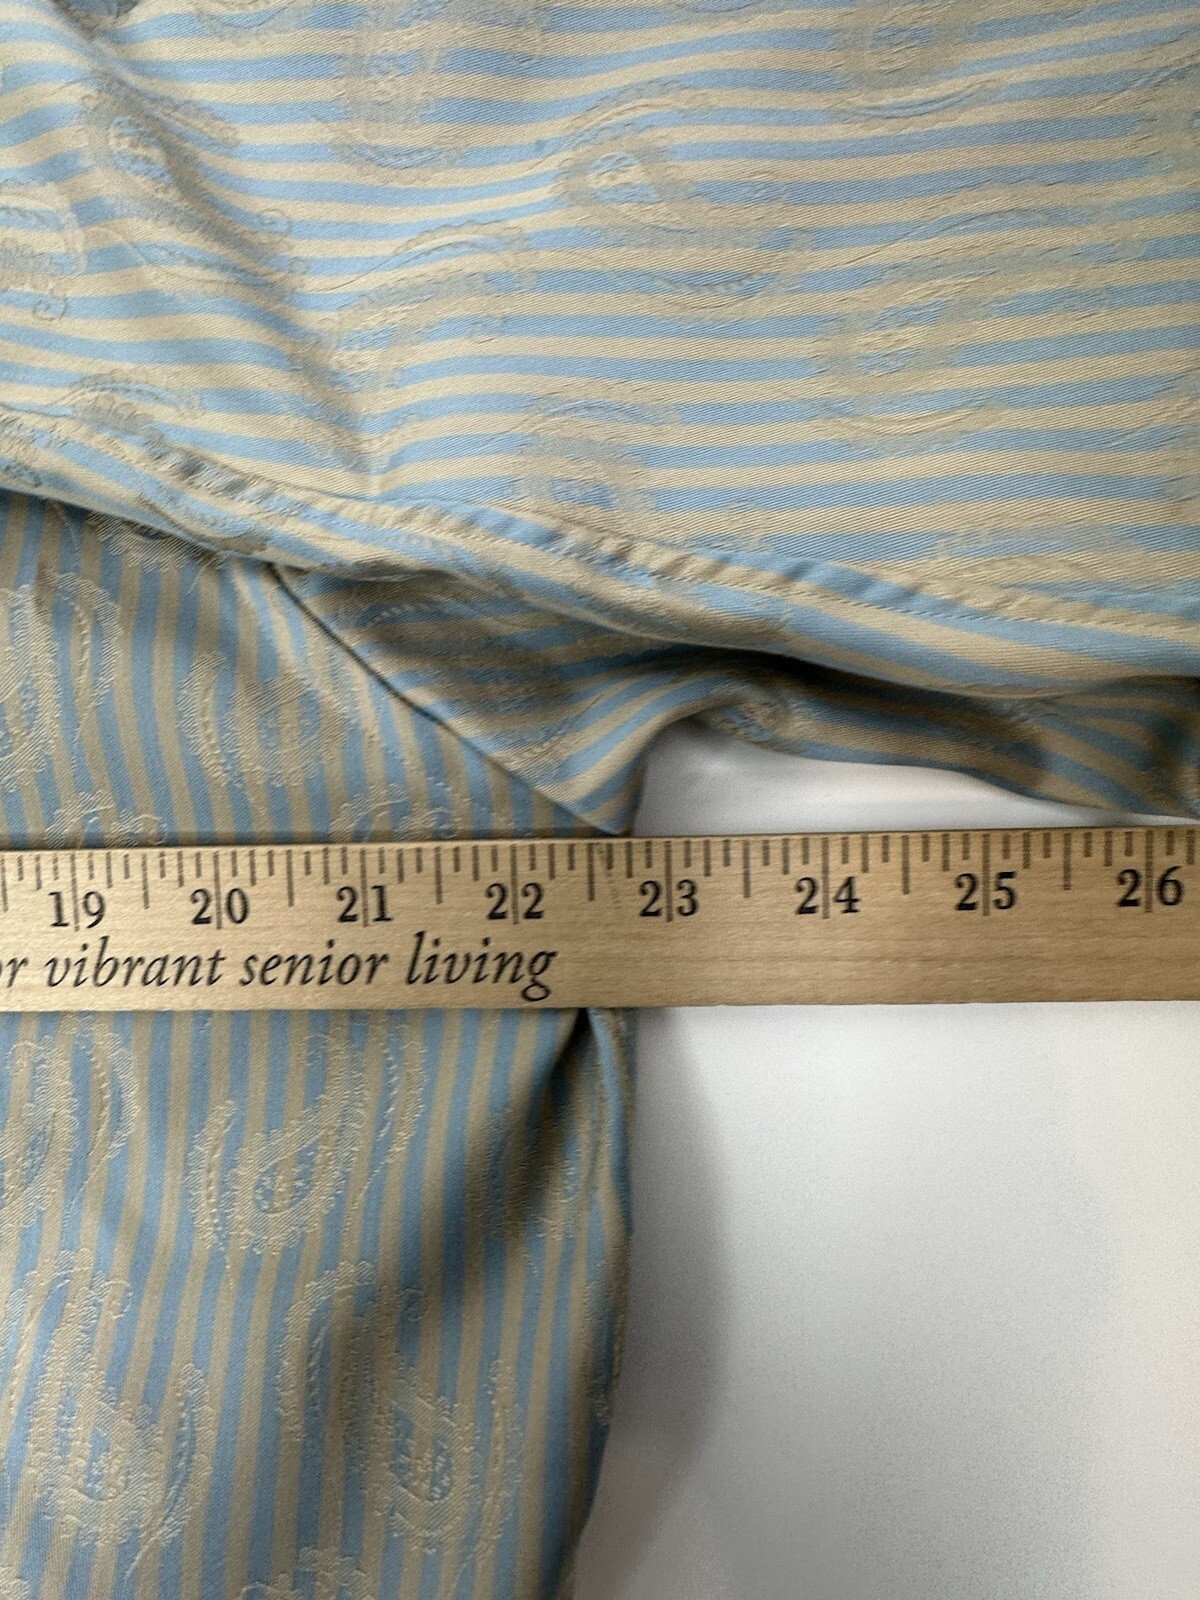 19 20 21 22 23 24 25 26
vibrant senior living